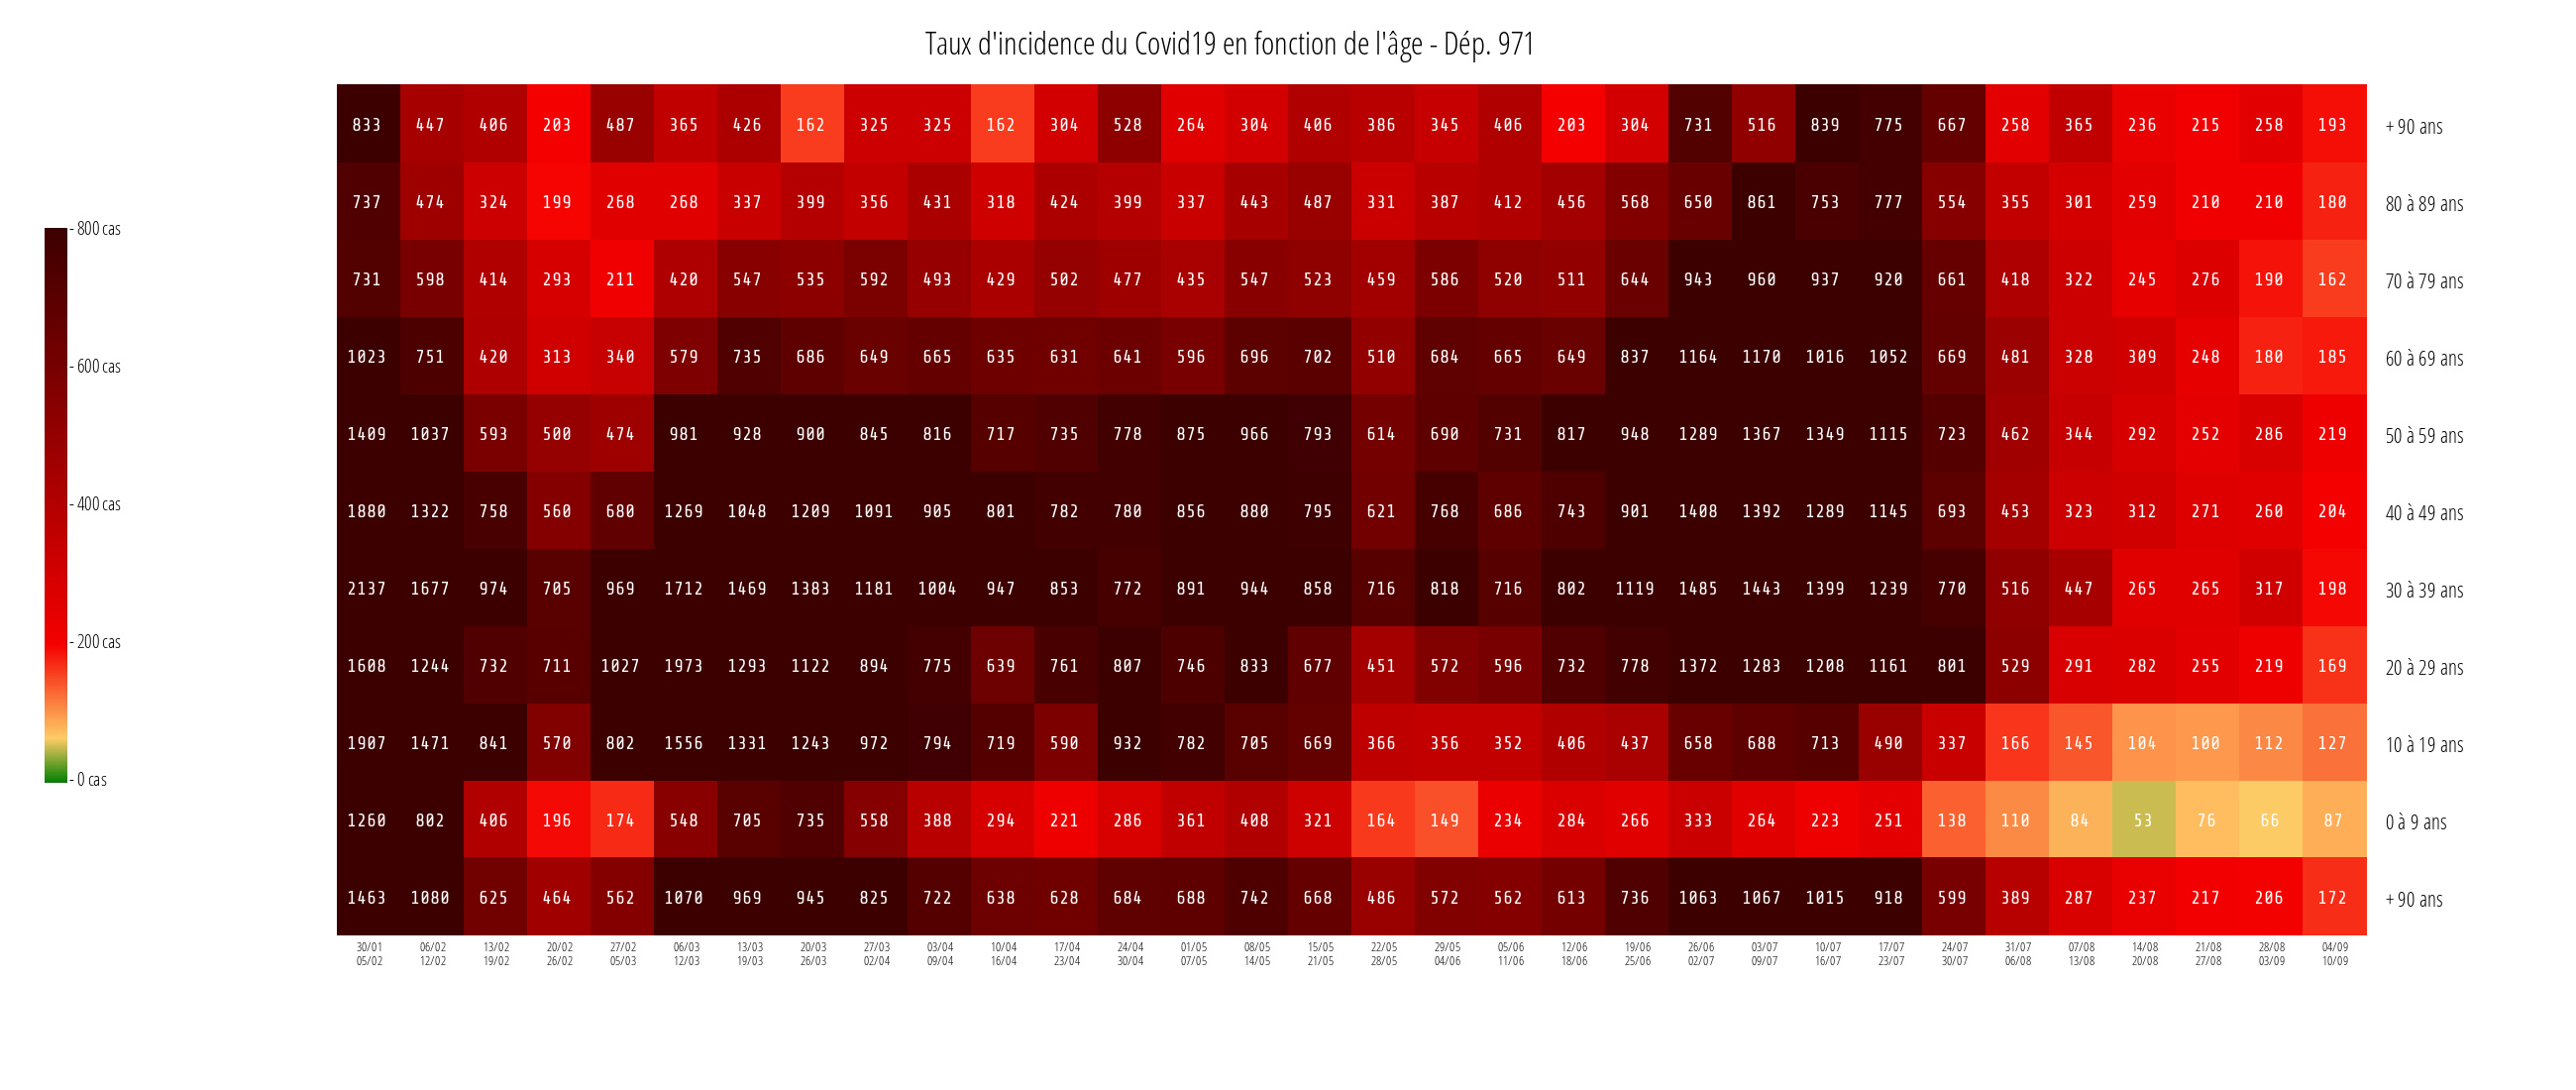 Taux d'incidence du Covid19 en fonction de l'âge - Dép. 971
- 800 cas
- 600 cas
- 400 cas
- 200 cas
- 0 cas
833 447 406 203 487 365 426 162 325 325 162 304 528 264 304 406 386 345 406 203 304 731 516 839 775 667 258 365 236 215 258 193 + 90 ans
737 474 324 199 268 268 337 399 356 431 318 424 399 337 443 487 331 387 412 456 568 650 861 753 777 554 355 301 259 210 210 180 80 à 89 ans
731 598 414 293 211 420 547 535 592 493 429 502 477 435 547 523 459 586 520 511 644 943 960 937 920 661 418 322 245 276 190 162 70 à 79 ans
1023 751 420 313 340 579 735 686 649 665 635 631 641 596 696 702 510 684 665 649 837 1164 1170 1016 1052 669 481 328 309 248 180 185 60 à 69 ans
1409 1037 593 500 474 981 928 900 845 816 717 735 778 875 966 793 614 690 731 817 948 1289 1367 1349 1115 723 462 344 292 252 286 219 50 à 59 ans
1880 1322 758 560 680 1269 1048 1209 1091 905 801 782 780 856 880 795 621 768 686 743 901 1408 1392 1289 1145 693 453 323 312 271 260 204 40 à 49 ans
2137 1677 974 705 969 1712 1469 1383 1181 1004 947 853 772 891 944 858 716 818 716 802 1119 1485 1443 1399 1239 770 516 447 265 265 317 198 30 à 39 ans
1608 1244 732 711 1027 1973 1293 1122 894 775 639 761 807 746 833 677 451 572 596 732 778 1372 1283 1208 1161 801 529 291 282 255 219 169 20 à 29 ans
1907 1471 841 570 802 1556 1331 1243 972 794 719 590 932 782 705 669 366 356 352 406 437 658 688 713 490 337 166 145 104 100 112 127 10 à 19 ans
1260 802 406 196 174 548 705 735 558 388 294 221 286 361 408 321 164 149 234 284 266 333 264 223 251 138 110 84 53 76 66 87 0 à 9 ans
1463 1080 625 464 562 1070 969 945 825 722 638 628 684 688 742 668 486 572 562 613 736 1063 1067 1015 918 599 389 287 237 217 206 172 + 90 ans
30/01 06/02 13/02 20/02 27/02 06/03 13/03 20/03 27/03 03/04 10/04 17/04 24/04 01/05 08/05 15/05 22/05 29/05 05/06 12/06 19/06 26/06 03/07 10/07 17/07 24/07 31/07 07/08 14/08 21/08 28/08 04/09
05/02 12/02 19/02 26/02 05/03 12/03 19/03 26/03 02/04 09/04 16/04 23/04 30/04 07/05 14/05 21/05 28/05 04/06 11/06 18/06 25/06 02/07 09/07 16/07 23/07 30/07 06/08 13/08 20/08 27/08 03/09 10/09